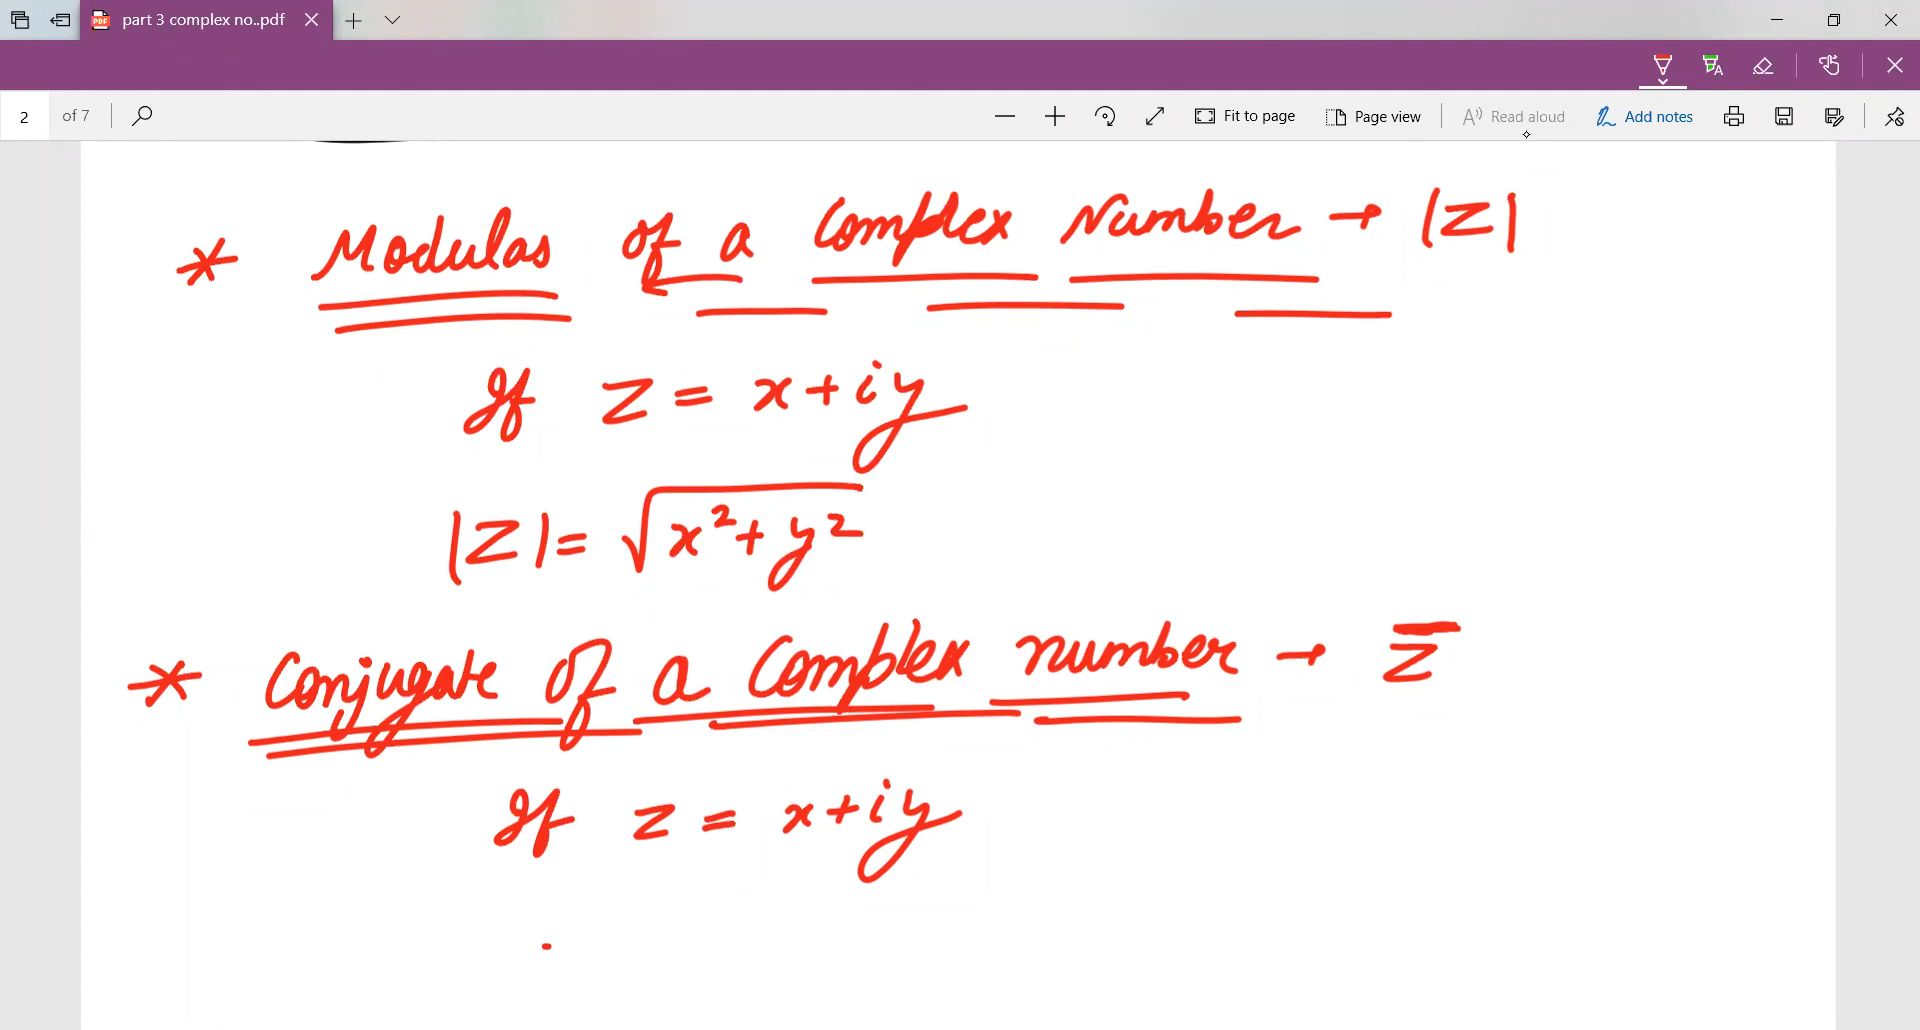 part 3 complex no..pdf
2 of 7
Fit to page
Page view
Read aloud
Add notes
* Modulas of a Complex Number → |Z|
If Z = x + iy
|Z| = √x² + y²
* Conjugate of a Complex number → z̅
If z = x + iy